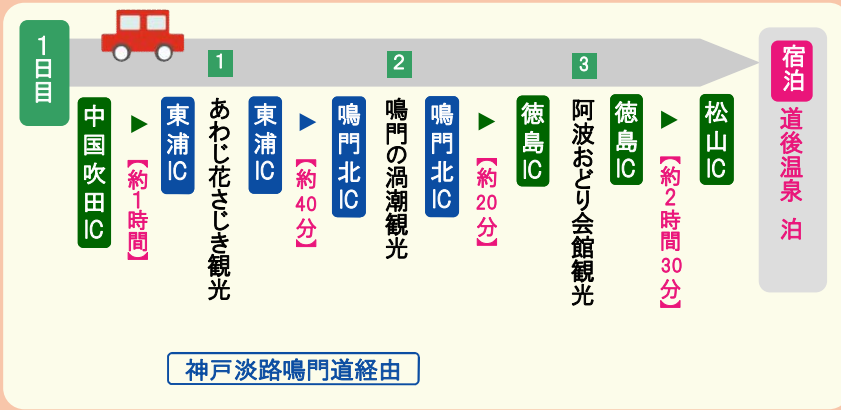 1日目
中国吹田IC
▶
【約1時間】
東浦IC
1
あわじ花さじき観光
東浦IC
▶
【約40分】
鳴門北IC
2
鳴門の渦潮観光
鳴門北IC
▶
【約20分】
徳島IC
3
阿波おどり会館観光
徳島IC
▶
【約2時間30分】
松山IC
宿泊
道後温泉 泊
神戸淡路鳴門道経由